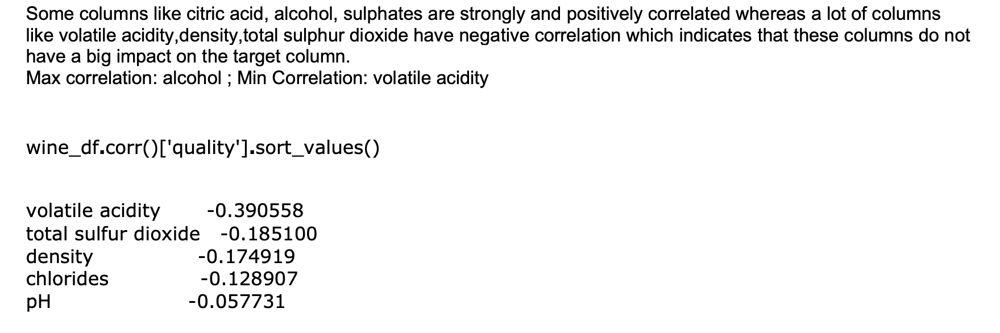 Some columns like citric acid, alcohol, sulphates are strongly and positively correlated whereas a lot of columns
like volatile acidity,density,total sulphur dioxide have negative correlation which indicates that these columns do not
have a big impact on the target column.
Max correlation: alcohol ; Min Correlation: volatile acidity
wine_df.corr()['quality'].sort_values()
volatile acidity -0.390558
total sulfur dioxide -0.185100
density -0.174919
chlorides -0.128907
pH -0.057731